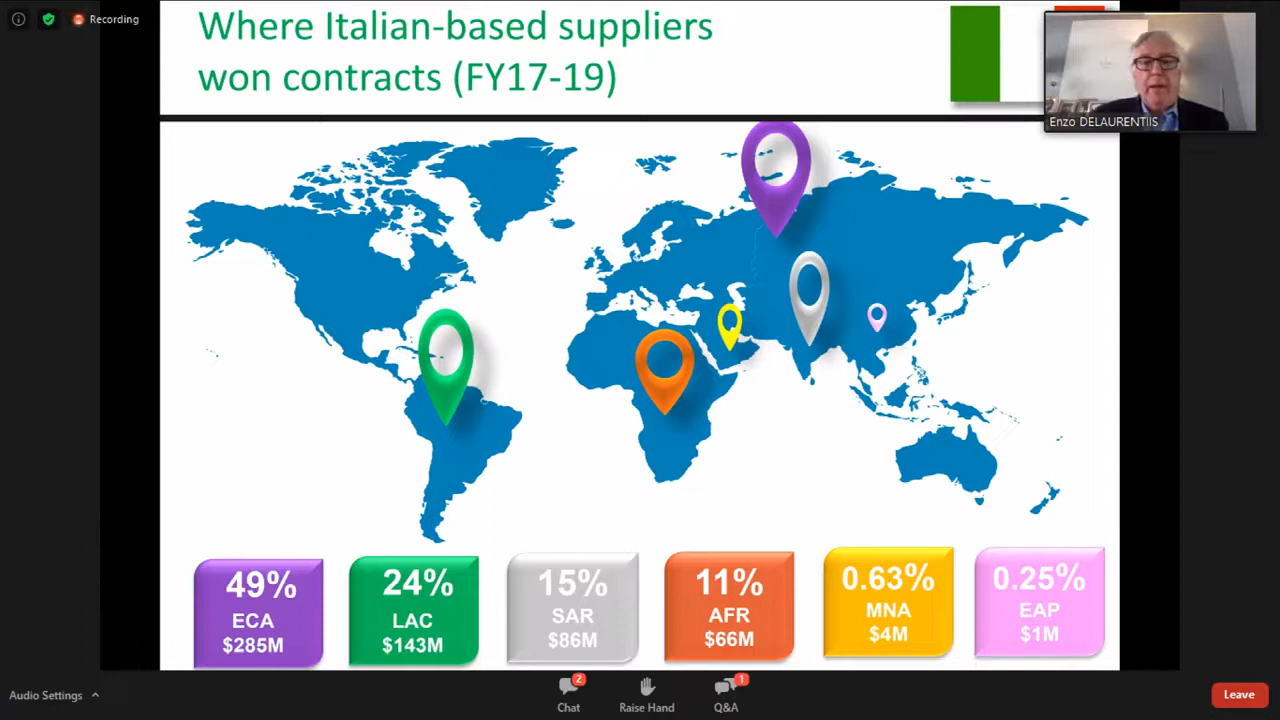 Recording
Where Italian-based suppliers
won contracts (FY17-19)
Enzo DELAURENTIIS
49%
ECA
$285M
24%
LAC
$143M
15%
SAR
$86M
11%
AFR
$66M
0.63%
MNA
$4M
0.25%
EAP
$1M
Audio Settings
2
Chat
Raise Hand
1
Q&A
Leave